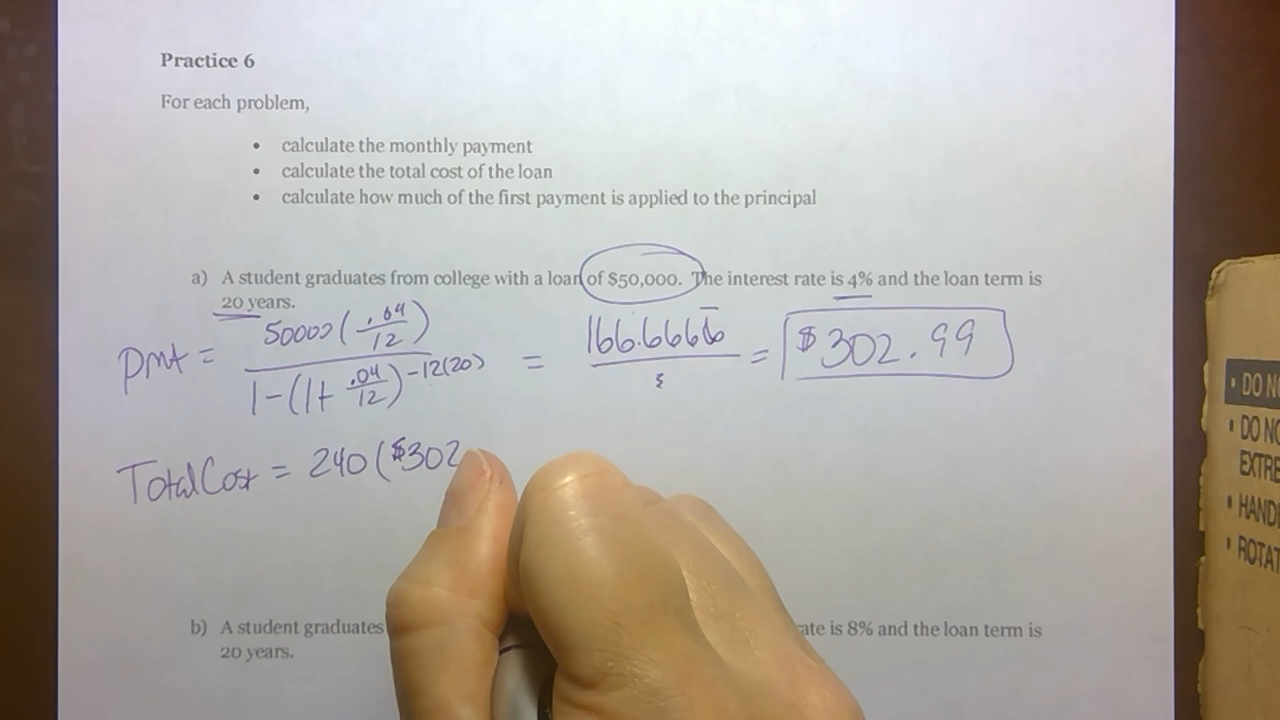 Practice 6
For each problem,
• calculate the monthly payment
• calculate the total cost of the loan
• calculate how much of the first payment is applied to the principal
a) A student graduates from college with a loan of $50,000. The interest rate is 4% and the loan term is
20 years.
pmt = 50000(.04/12) / 1-(1+.04/12)^-12(20) = 166.6666 / = $302.99
Total Cost = 240($302
b) A student graduates rate is 8% and the loan term is
20 years.
• DO
• DO
EXTRE
• HAND
• ROTAT